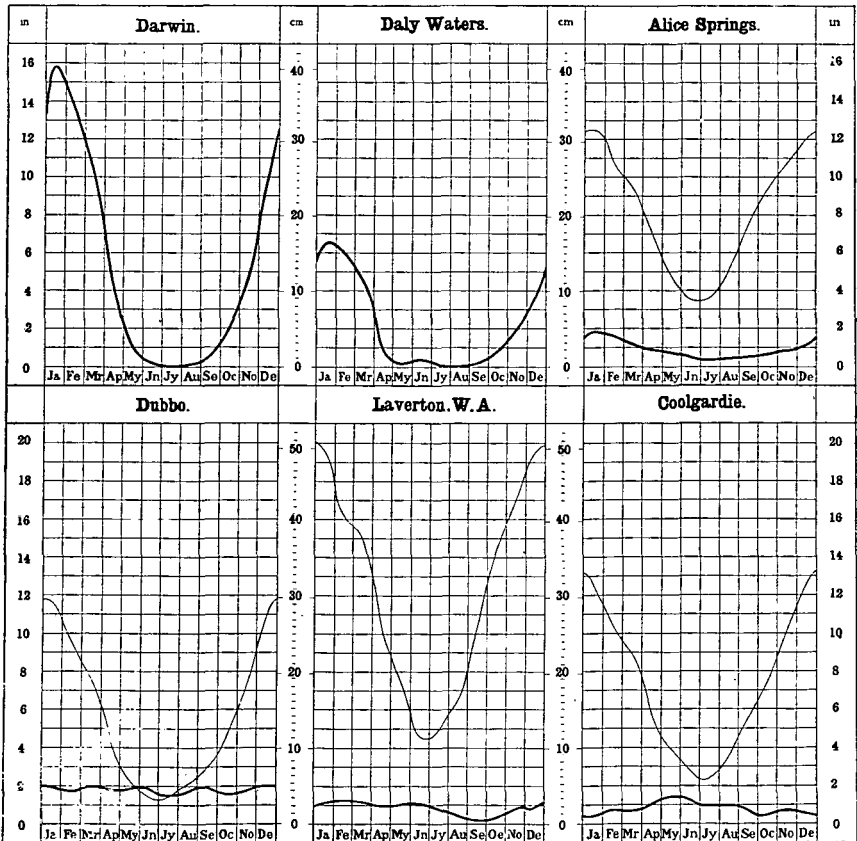 in Darwin. cm Daly Waters. cm Alice Springs. in
16 40 40 16
14 14
12 30 30 12
10 10
8 20 20 8
6 6
4 10 10 4
2 2
0 0 0 0
Ja Fe Mr Ap My Jn Jy Au Se Oc No De Ja Fe Mr Ap My Jn Jy Au Se Oc No De Ja Fe Mr Ap My Jn Jy Au Se Oc No De
Dubbo. Laverton. W.A. Coolgardie.
20 50 50 20
18 18
16 40 40 16
14 14
12 30 30 12
10 10
8 20 20 8
6 6
4 10 10 4
2 2
0 0 0 0
Ja Fe Mr Ap My Jn Jy Au Se Oc No De Ja Fe Mr Ap My Jn Jy Au Se Oc No De Ja Fe Mr Ap My Jn Jy Au Se Oc No De